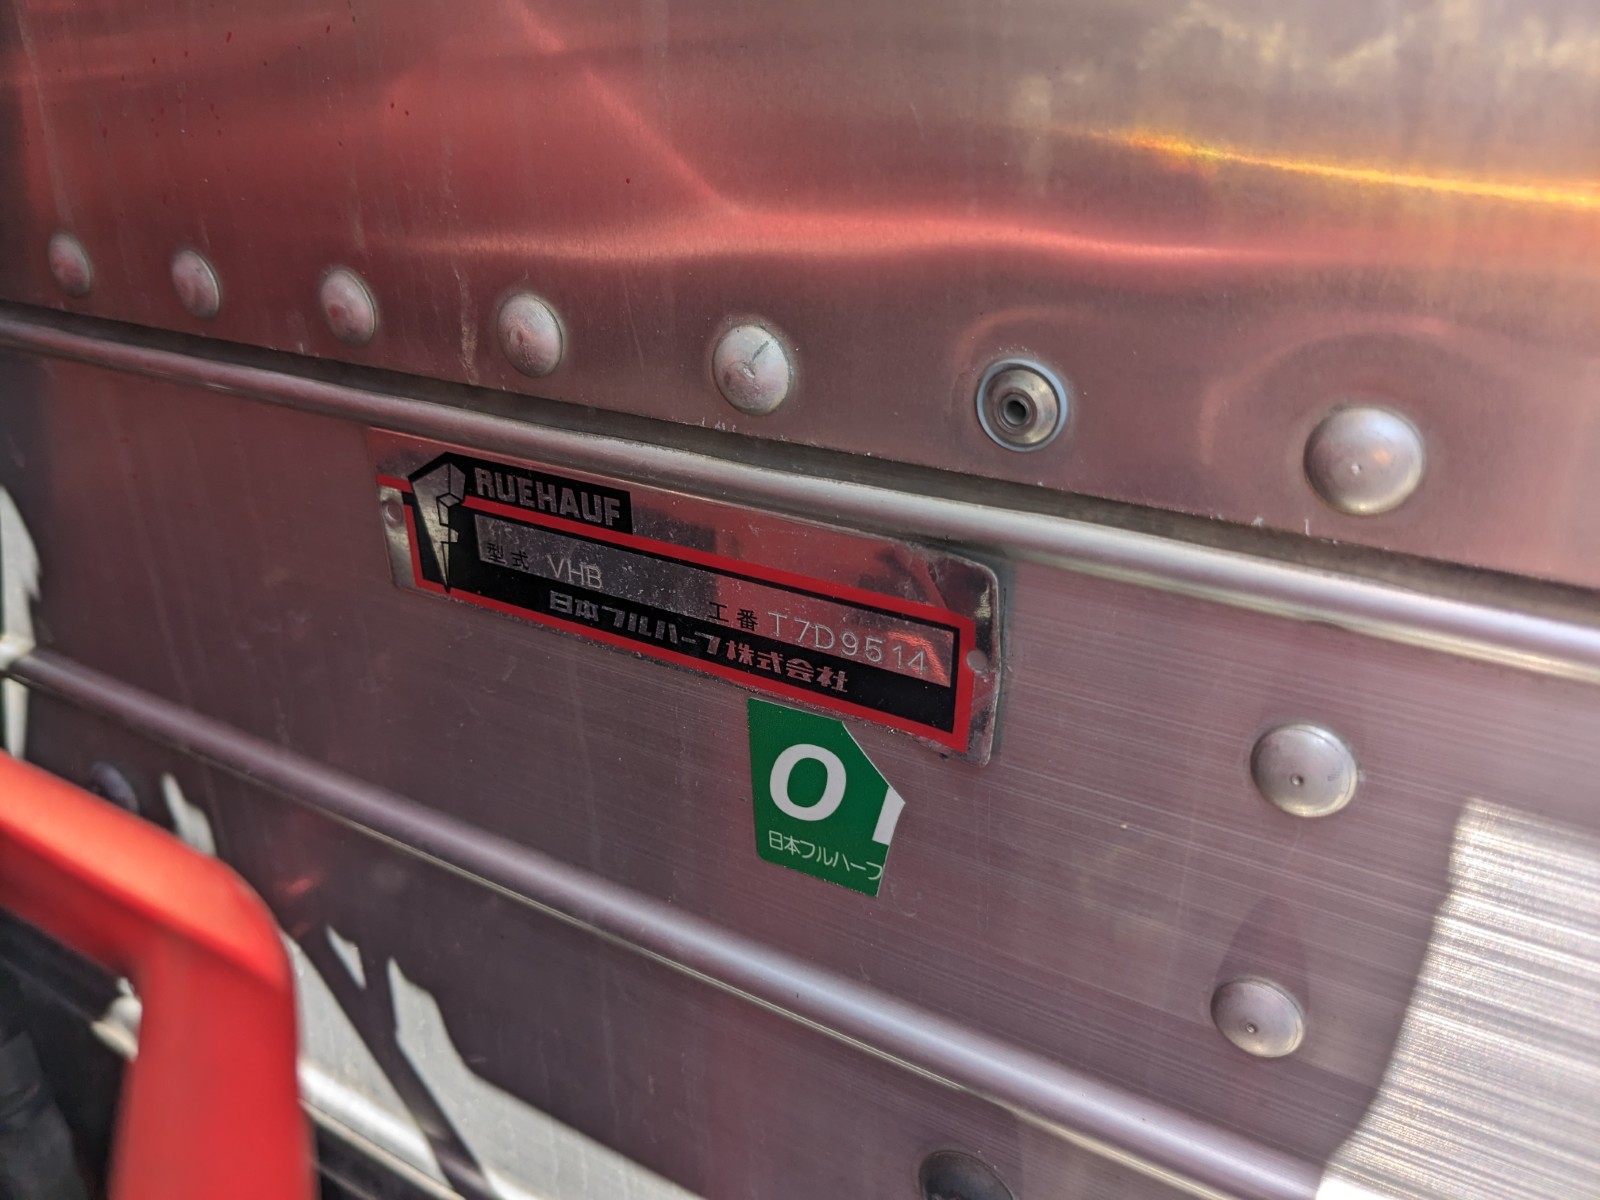 FRUEHAUF
型式 VHB
工番 T7D9514
日本フルハーフ株式会社
O
日本フルハーフ